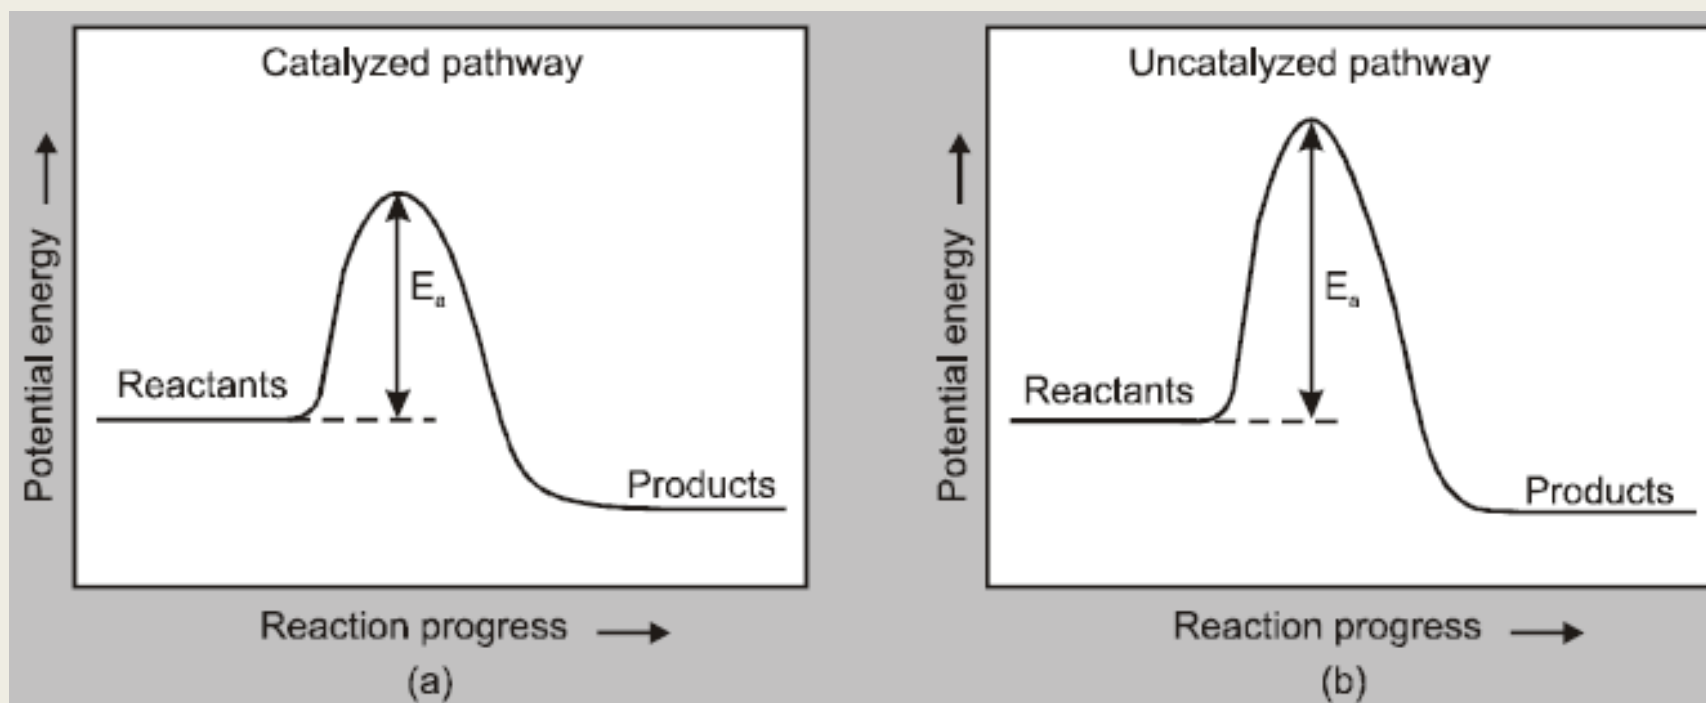 Catalyzed pathway
Potential energy
Eₐ
Reactants
Products
Reaction progress
(a)
Uncatalyzed pathway
Potential energy
Eₐ
Reactants
Products
Reaction progress
(b)